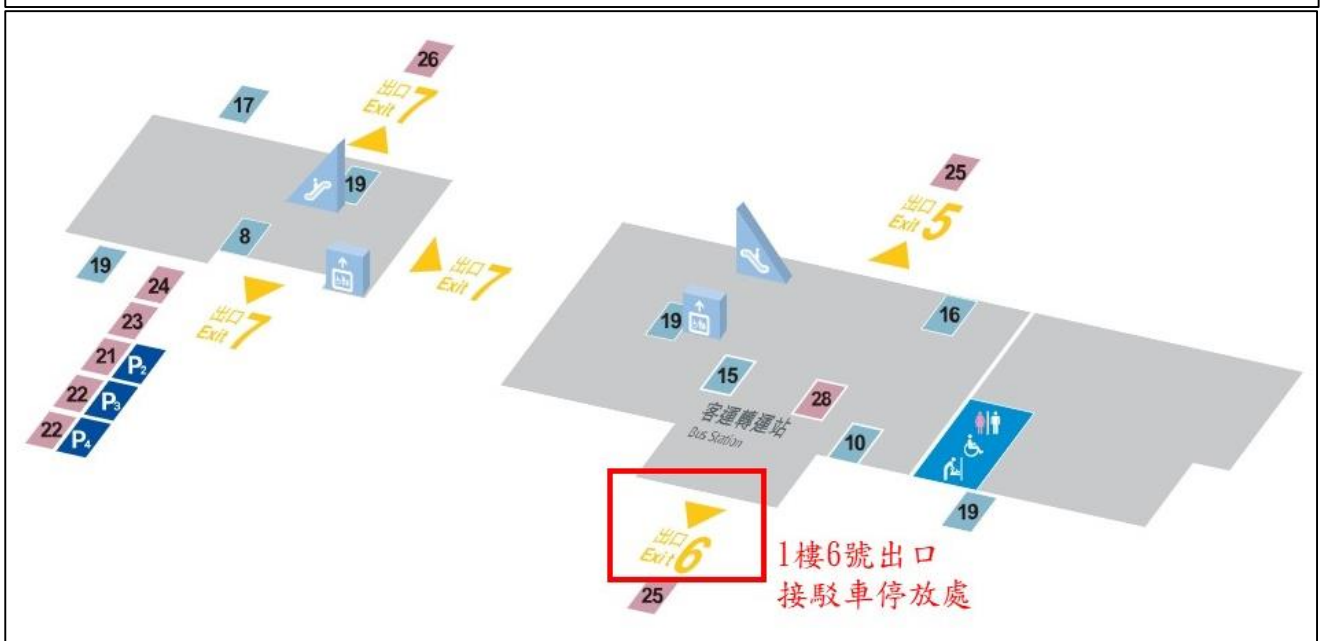 26
出口
Exit 7
17
19
25
出口
Exit 5
8
19
出口
Exit 7
24
16
19
23
出口
Exit 7
21 P2
15
22 P3
28
客運轉運站
Bus Station
22 P4
10
19
出口
Exit 6
25
1樓6號出口
接駁車停放處